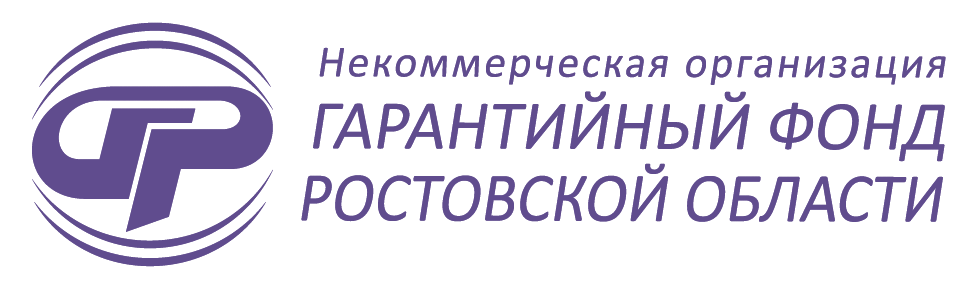 Некоммерческая организация
ГАРАНТИЙНЫЙ ФОНД
РОСТОВСКОЙ ОБЛАСТИ